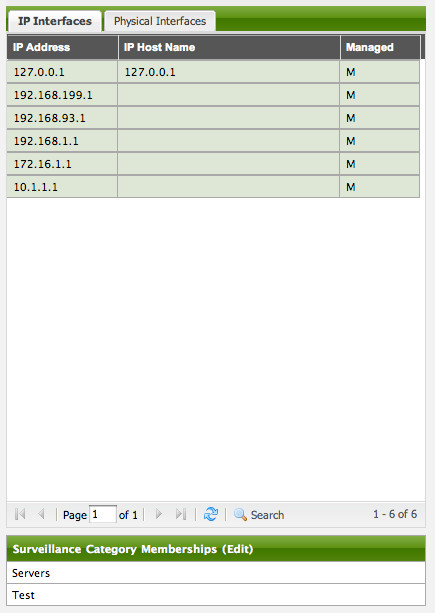 IP Interfaces Physical Interfaces
IP Address IP Host Name Managed
127.0.0.1 127.0.0.1 M
192.168.199.1 M
192.168.93.1 M
192.168.1.1 M
172.16.1.1 M
10.1.1.1 M
Page 1 of 1 Search 1 - 6 of 6
Surveillance Category Memberships (Edit)
Servers
Test